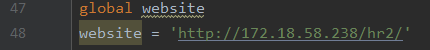 47 global website
48 website = 'http://172.18.58.238/hr2/'